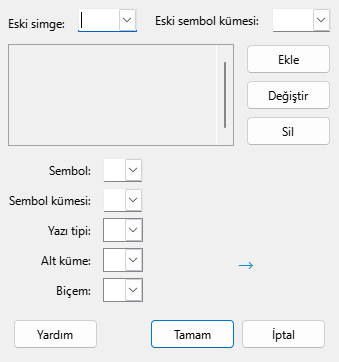 Eski simge: Eski sembol kümesi:
Ekle
Değiştir
Sil
Sembol:
Sembol kümesi:
Yazı tipi:
Alt küme:
→
Biçem:
Yardım Tamam İptal